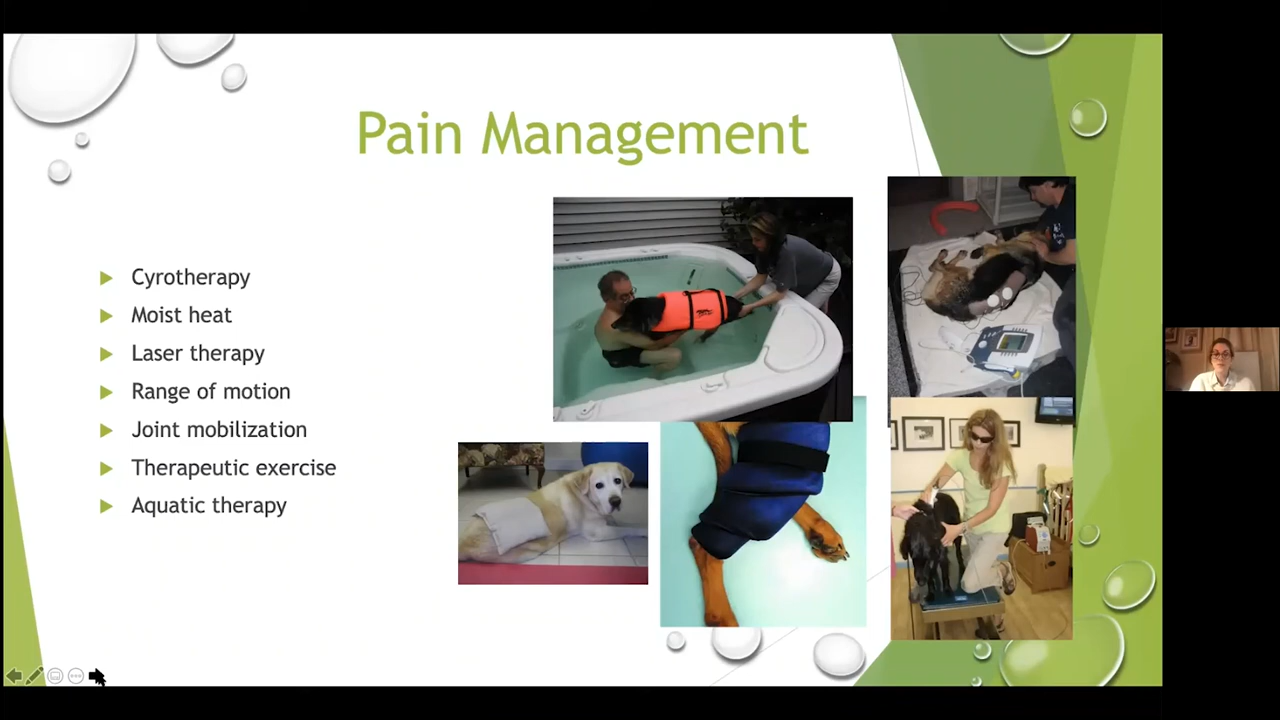 Pain Management
Cyrotherapy
Moist heat
Laser therapy
Range of motion
Joint mobilization
Therapeutic exercise
Aquatic therapy